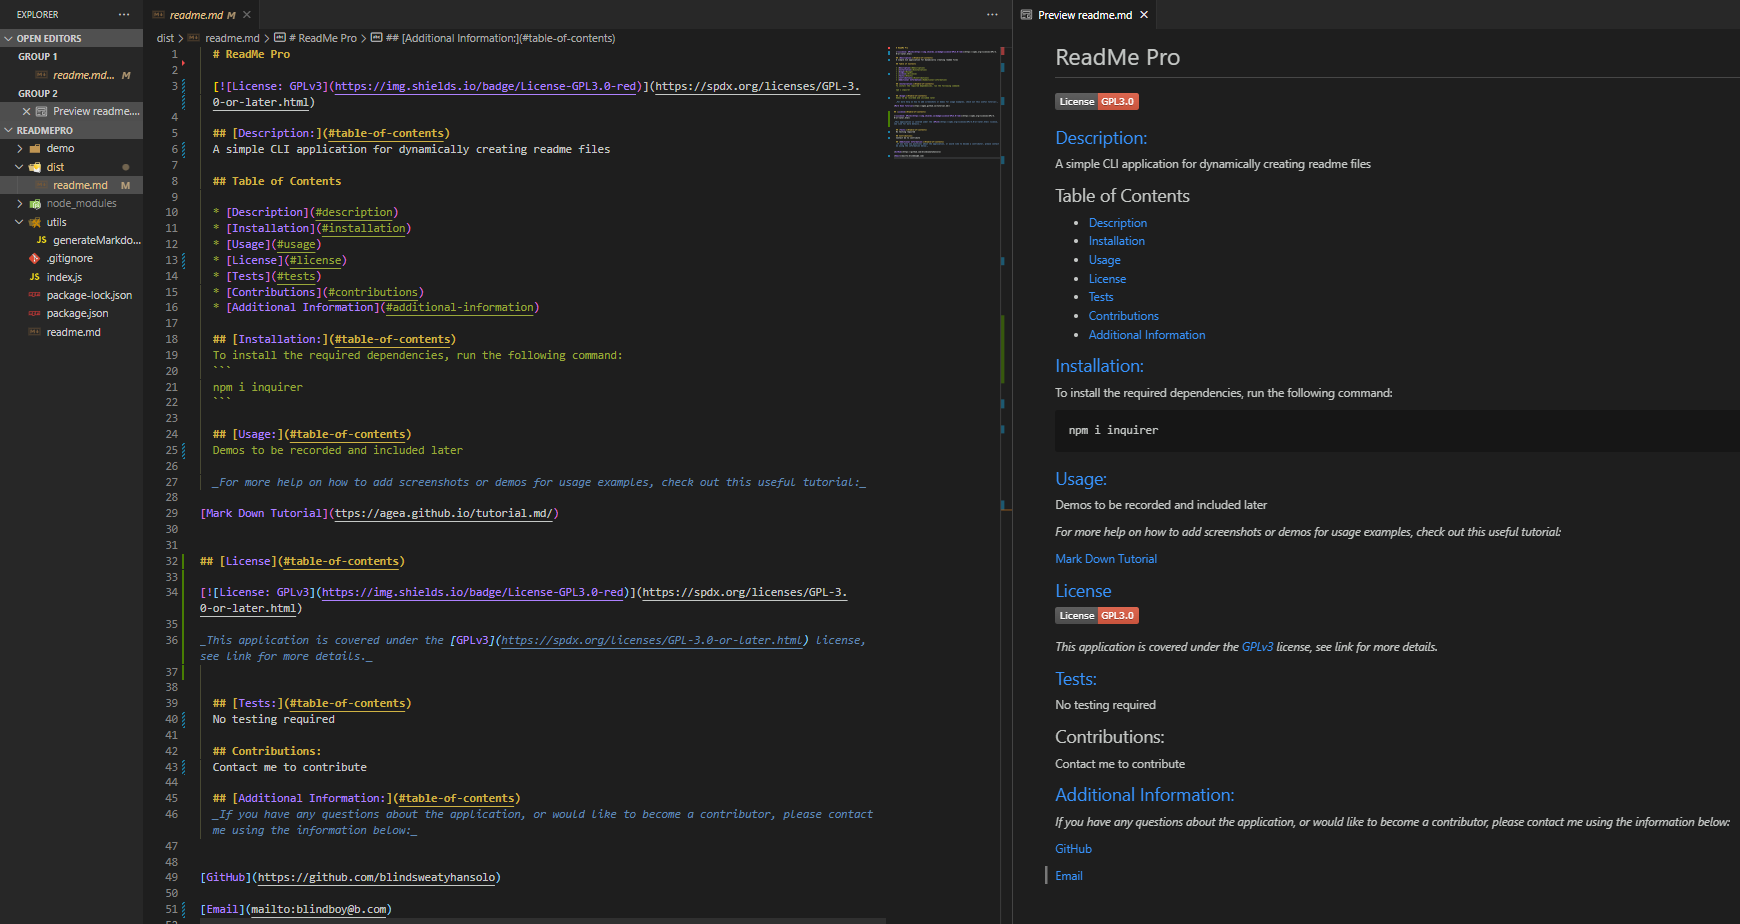 EXPLORER ···
OPEN EDITORS
GROUP 1
readme.md... M
GROUP 2
Preview readme....
READMEPRO
demo
dist
readme.md M
node_modules
utils
JS generateMarkdo...
.gitignore
JS index.js
package-lock.json
package.json
readme.md
readme.md M
dist > readme.md > # ReadMe Pro > ## [Additional Information:](#table-of-contents)
1 # ReadMe Pro
2
3 [![License: GPLv3](https://img.shields.io/badge/License-GPL3.0-red)](https://spdx.org/licenses/GPL-3.
0-or-later.html)
4
5 ## [Description:](#table-of-contents)
6 A simple CLI application for dynamically creating readme files
7
8 ## Table of Contents
9
10 * [Description](#description)
11 * [Installation](#installation)
12 * [Usage](#usage)
13 * [License](#license)
14 * [Tests](#tests)
15 * [Contributions](#contributions)
16 * [Additional Information](#additional-information)
17
18 ## [Installation:](#table-of-contents)
19 To install the required dependencies, run the following command:
20 ```
21 npm i inquirer
22 ```
23
24 ## [Usage:](#table-of-contents)
25 Demos to be recorded and included later
26
27 _For more help on how to add screenshots or demos for usage examples, check out this useful tutorial:_
28
29 [Mark Down Tutorial](ttps://agea.github.io/tutorial.md/)
30
31
32 ## [License](#table-of-contents)
33
34 [![License: GPLv3](https://img.shields.io/badge/License-GPL3.0-red)](https://spdx.org/licenses/GPL-3.
0-or-later.html)
35
36 _This application is covered under the [GPLv3](https://spdx.org/licenses/GPL-3.0-or-later.html) license,
see link for more details._
37
38
39 ## [Tests:](#table-of-contents)
40 No testing required
41
42 ## Contributions:
43 Contact me to contribute
44
45 ## [Additional Information:](#table-of-contents)
46 _If you have any questions about the application, or would like to become a contributor, please contact
me using the information below:_
47
48
49 [GitHub](https://github.com/blindsweatyhansolo)
50
51 [Email](mailto:blindboy@b.com)
52
Preview readme.md
ReadMe Pro
License GPL3.0
Description:
A simple CLI application for dynamically creating readme files
Table of Contents
• Description
• Installation
• Usage
• License
• Tests
• Contributions
• Additional Information
Installation:
To install the required dependencies, run the following command:
npm i inquirer
Usage:
Demos to be recorded and included later
For more help on how to add screenshots or demos for usage examples, check out this useful tutorial:
Mark Down Tutorial
License
License GPL3.0
This application is covered under the GPLv3 license, see link for more details.
Tests:
No testing required
Contributions:
Contact me to contribute
Additional Information:
If you have any questions about the application, or would like to become a contributor, please contact me using the information below:
GitHub
Email